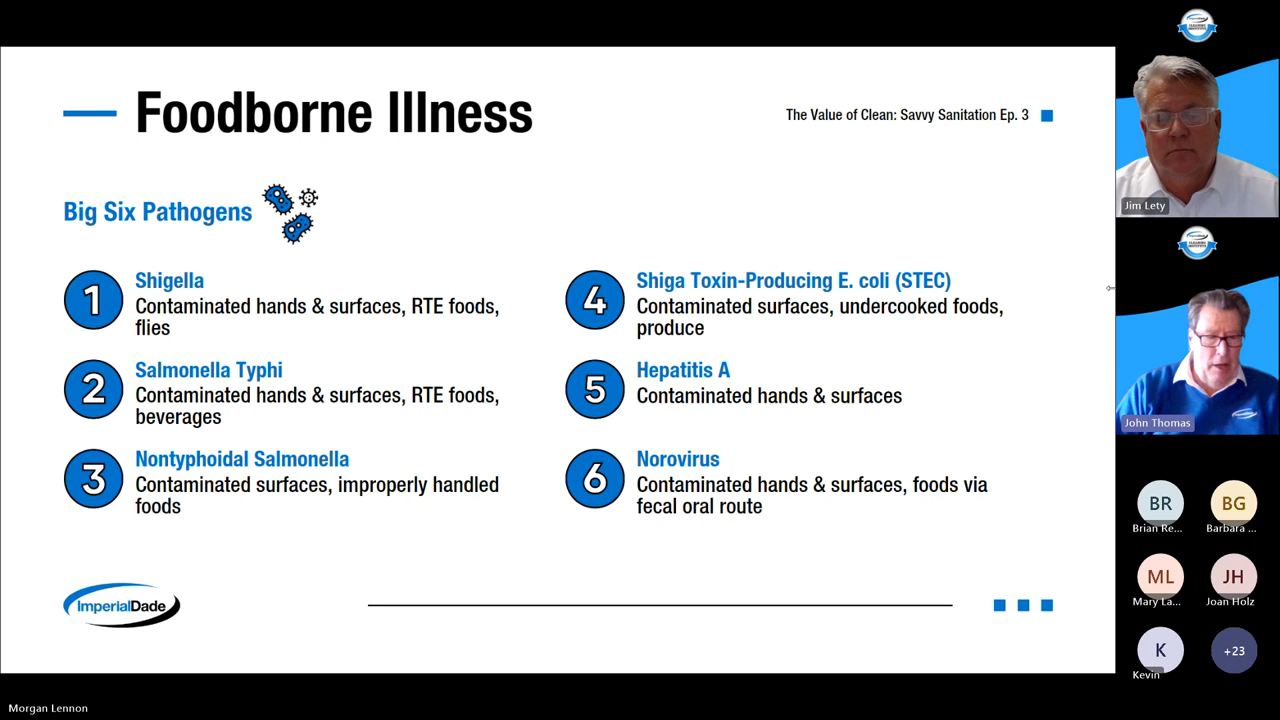 Foodborne Illness
The Value of Clean: Savvy Sanitation Ep. 3
Big Six Pathogens
1
Shigella
Contaminated hands & surfaces, RTE foods,
flies
2
Salmonella Typhi
Contaminated hands & surfaces, RTE foods,
beverages
3
Nontyphoidal Salmonella
Contaminated surfaces, improperly handled
foods
4
Shiga Toxin-Producing E. coli (STEC)
Contaminated surfaces, undercooked foods,
produce
5
Hepatitis A
Contaminated hands & surfaces
6
Norovirus
Contaminated hands & surfaces, foods via
fecal oral route
ImperialDade
Jim Lety
John Thomas
BR
Brian Re...
BG
Barbara ...
ML
Mary La...
JH
Joan Holz
K
Kevin
+23
Morgan Lennon